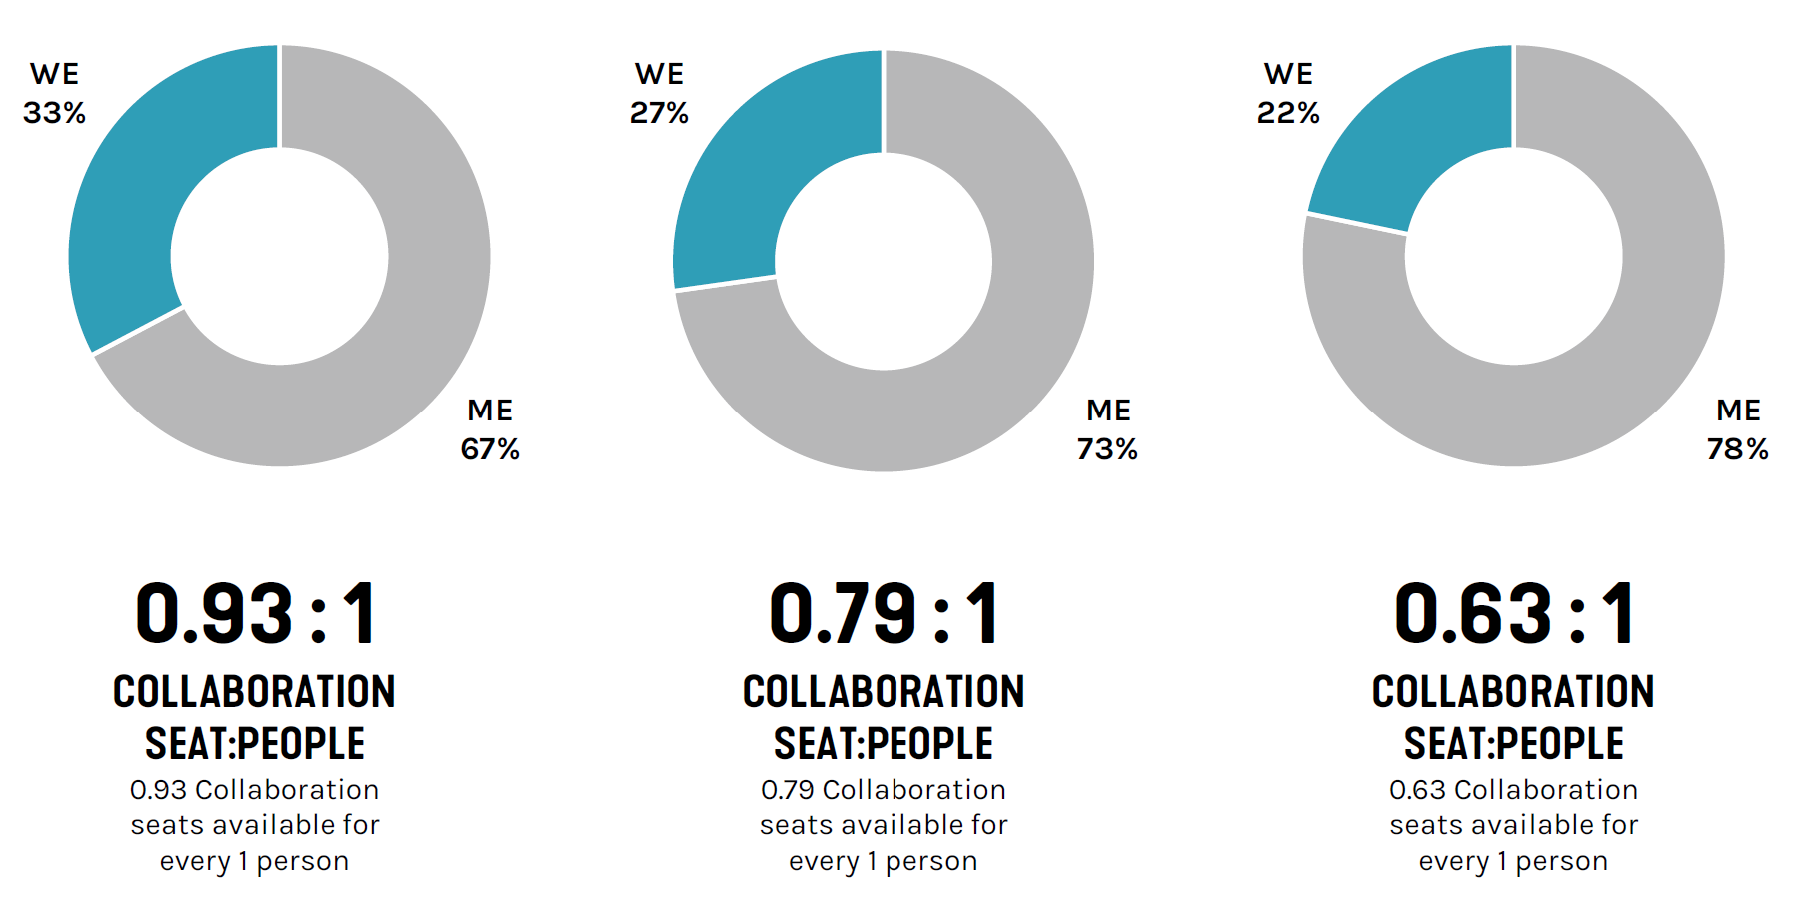 WE
33%
ME
67%
0.93:1
COLLABORATION
SEAT:PEOPLE
0.93 Collaboration
seats available for
every 1 person
WE
27%
ME
73%
0.79:1
COLLABORATION
SEAT:PEOPLE
0.79 Collaboration
seats available for
every 1 person
WE
22%
ME
78%
0.63:1
COLLABORATION
SEAT:PEOPLE
0.63 Collaboration
seats available for
every 1 person